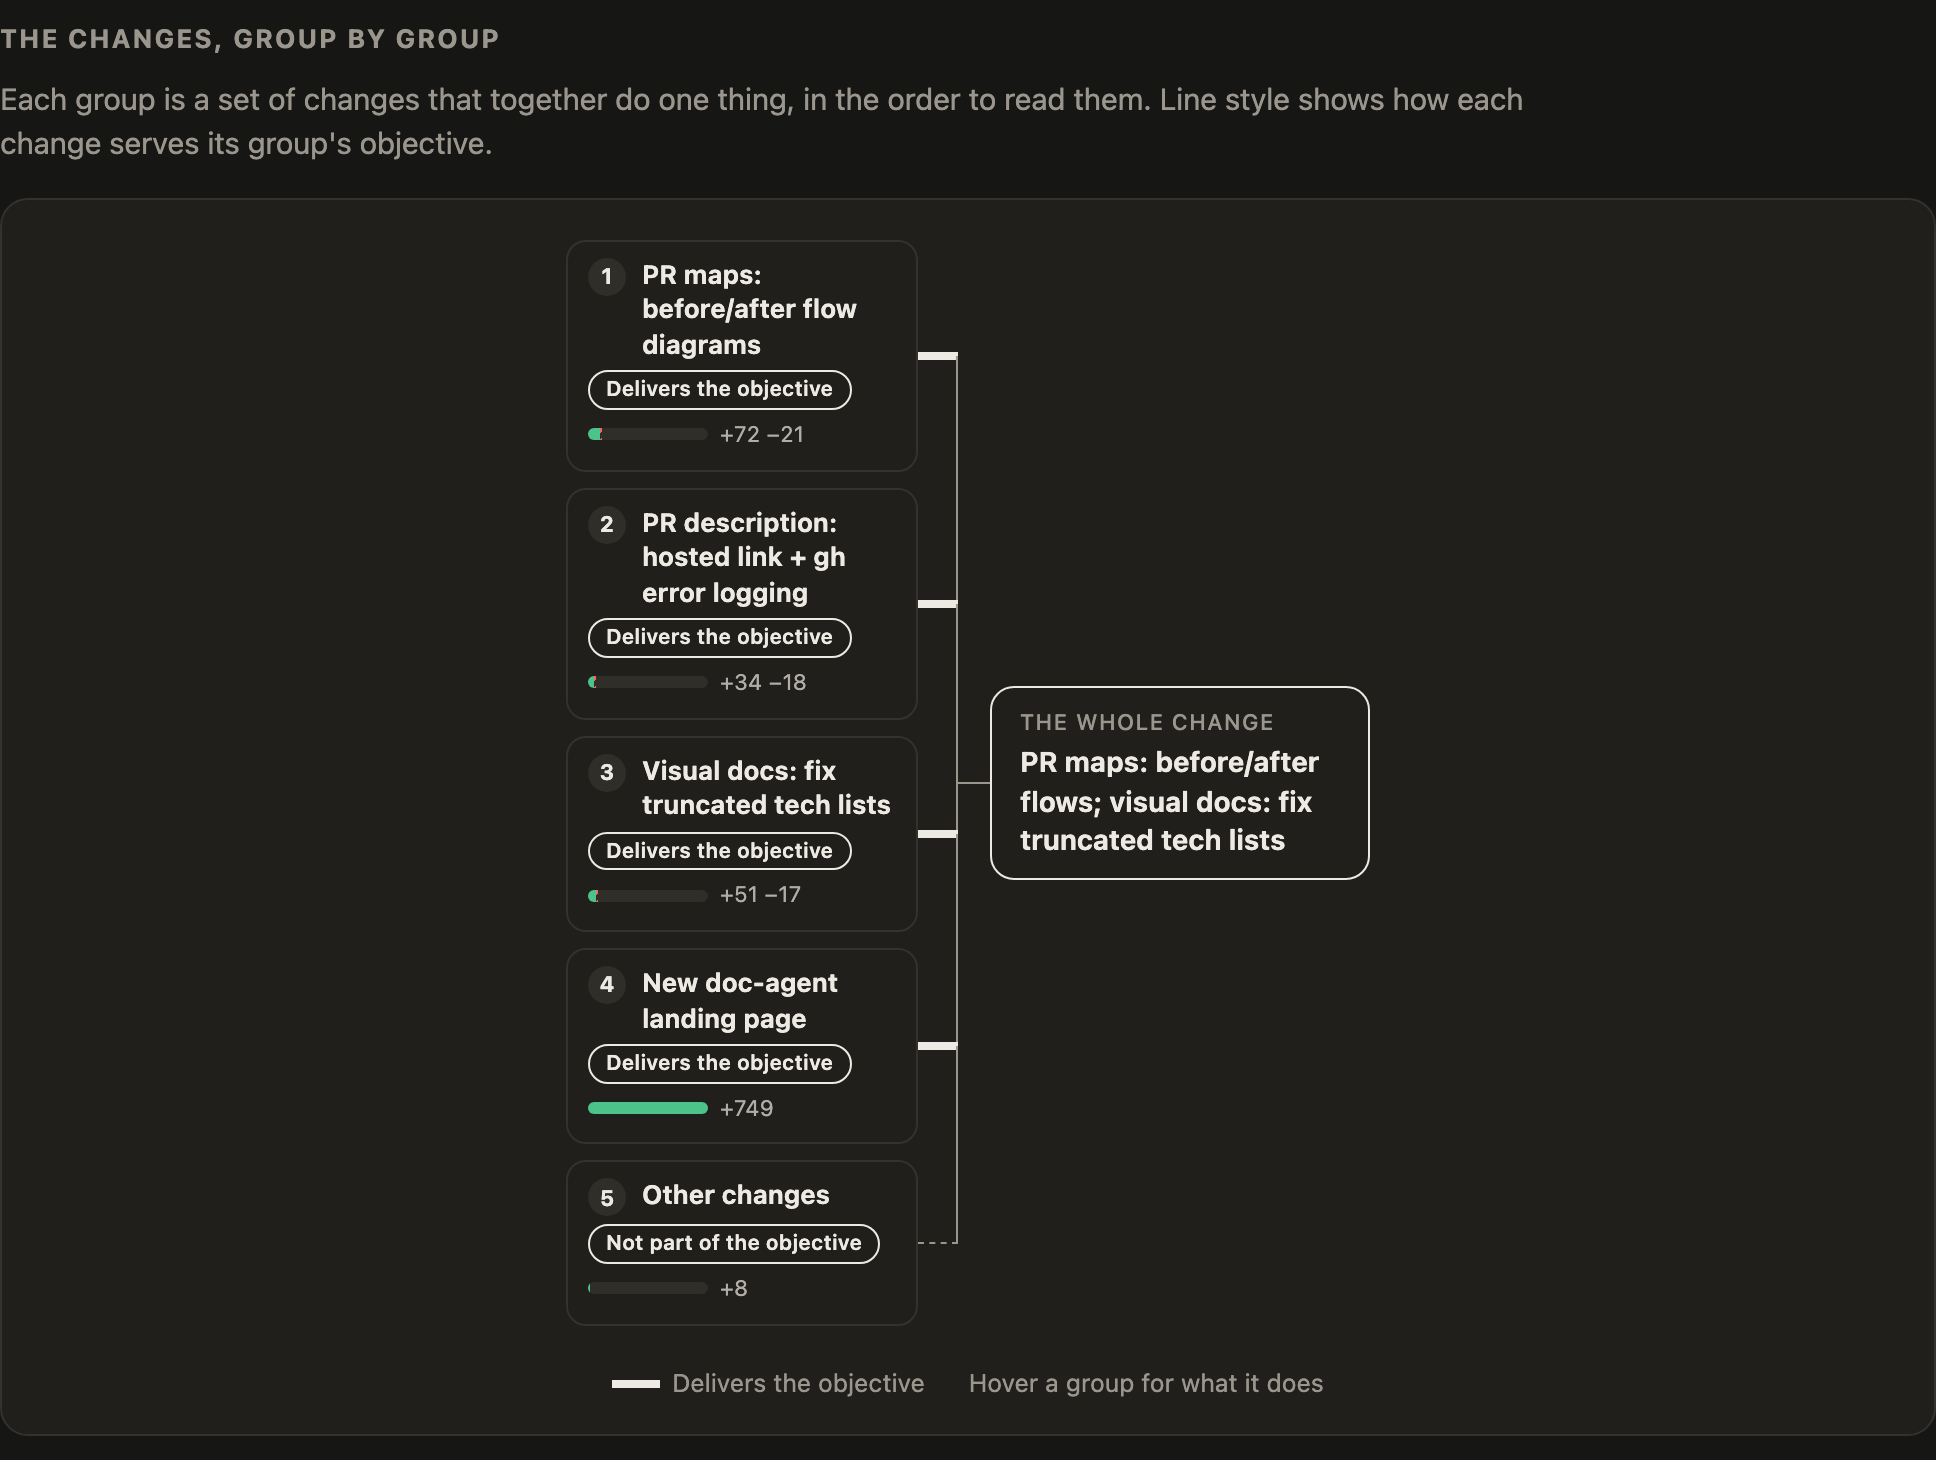 THE CHANGES, GROUP BY GROUP
Each group is a set of changes that together do one thing, in the order to read them. Line style shows how each
change serves its group's objective.
1
PR maps:
before/after flow
diagrams
Delivers the objective
+72 −21
2
PR description:
hosted link + gh
error logging
Delivers the objective
+34 −18
3
Visual docs: fix
truncated tech lists
Delivers the objective
+51 −17
4
New doc-agent
landing page
Delivers the objective
+749
5
Other changes
Not part of the objective
+8
THE WHOLE CHANGE
PR maps: before/after
flows; visual docs: fix
truncated tech lists
Delivers the objective
Hover a group for what it does